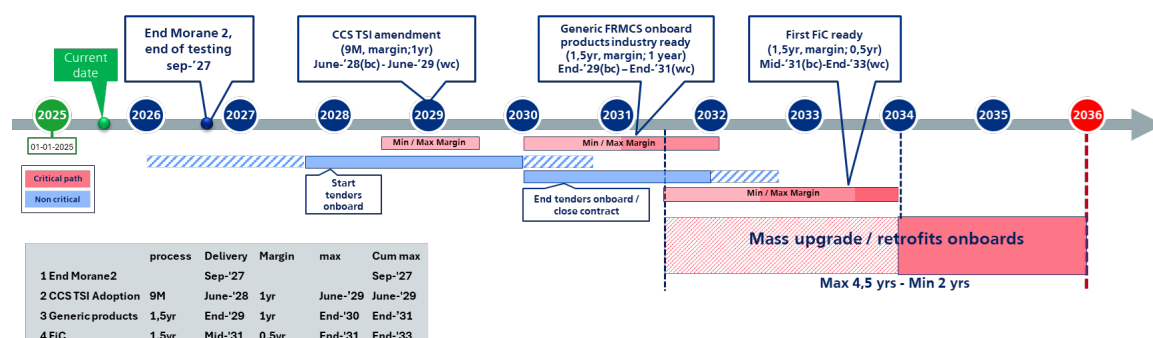 End Morane 2,
end of testing
sep-'27
CCS TSI amendment
(9M, margin;1yr)
June-'28(bc) - June-'29 (wc)
Generic FRMCS onboard
products industry ready
(1,5yr, margin; 1 year)
End-'29(bc) – End-'31(wc)
First FiC ready
(1,5yr, margin; 0,5yr)
Mid-'31(bc)-End-'33(wc)
Current
date
2025
2026
2027
2028
2029
2030
2031
2032
2033
2034
2035
2036
01-01-2025
Min / Max Margin
Min / Max Margin
Critical path
Non critical
Start
tenders
onboard
End tenders onboard /
close contract
Min / Max Margin
Mass upgrade / retrofits onboards
Max 4,5 yrs - Min 2 yrs
process Delivery Margin max Cum max
1 End Morane2 Sep-'27 Sep-'27
2 CCS TSI Adoption 9M June-'28 1yr June-'29 June-'29
3 Generic products 1,5yr End-'29 1yr End-'30 End-'31
4 FiC 1,5yr Mid-'31 0,5yr End-'31 End-'33